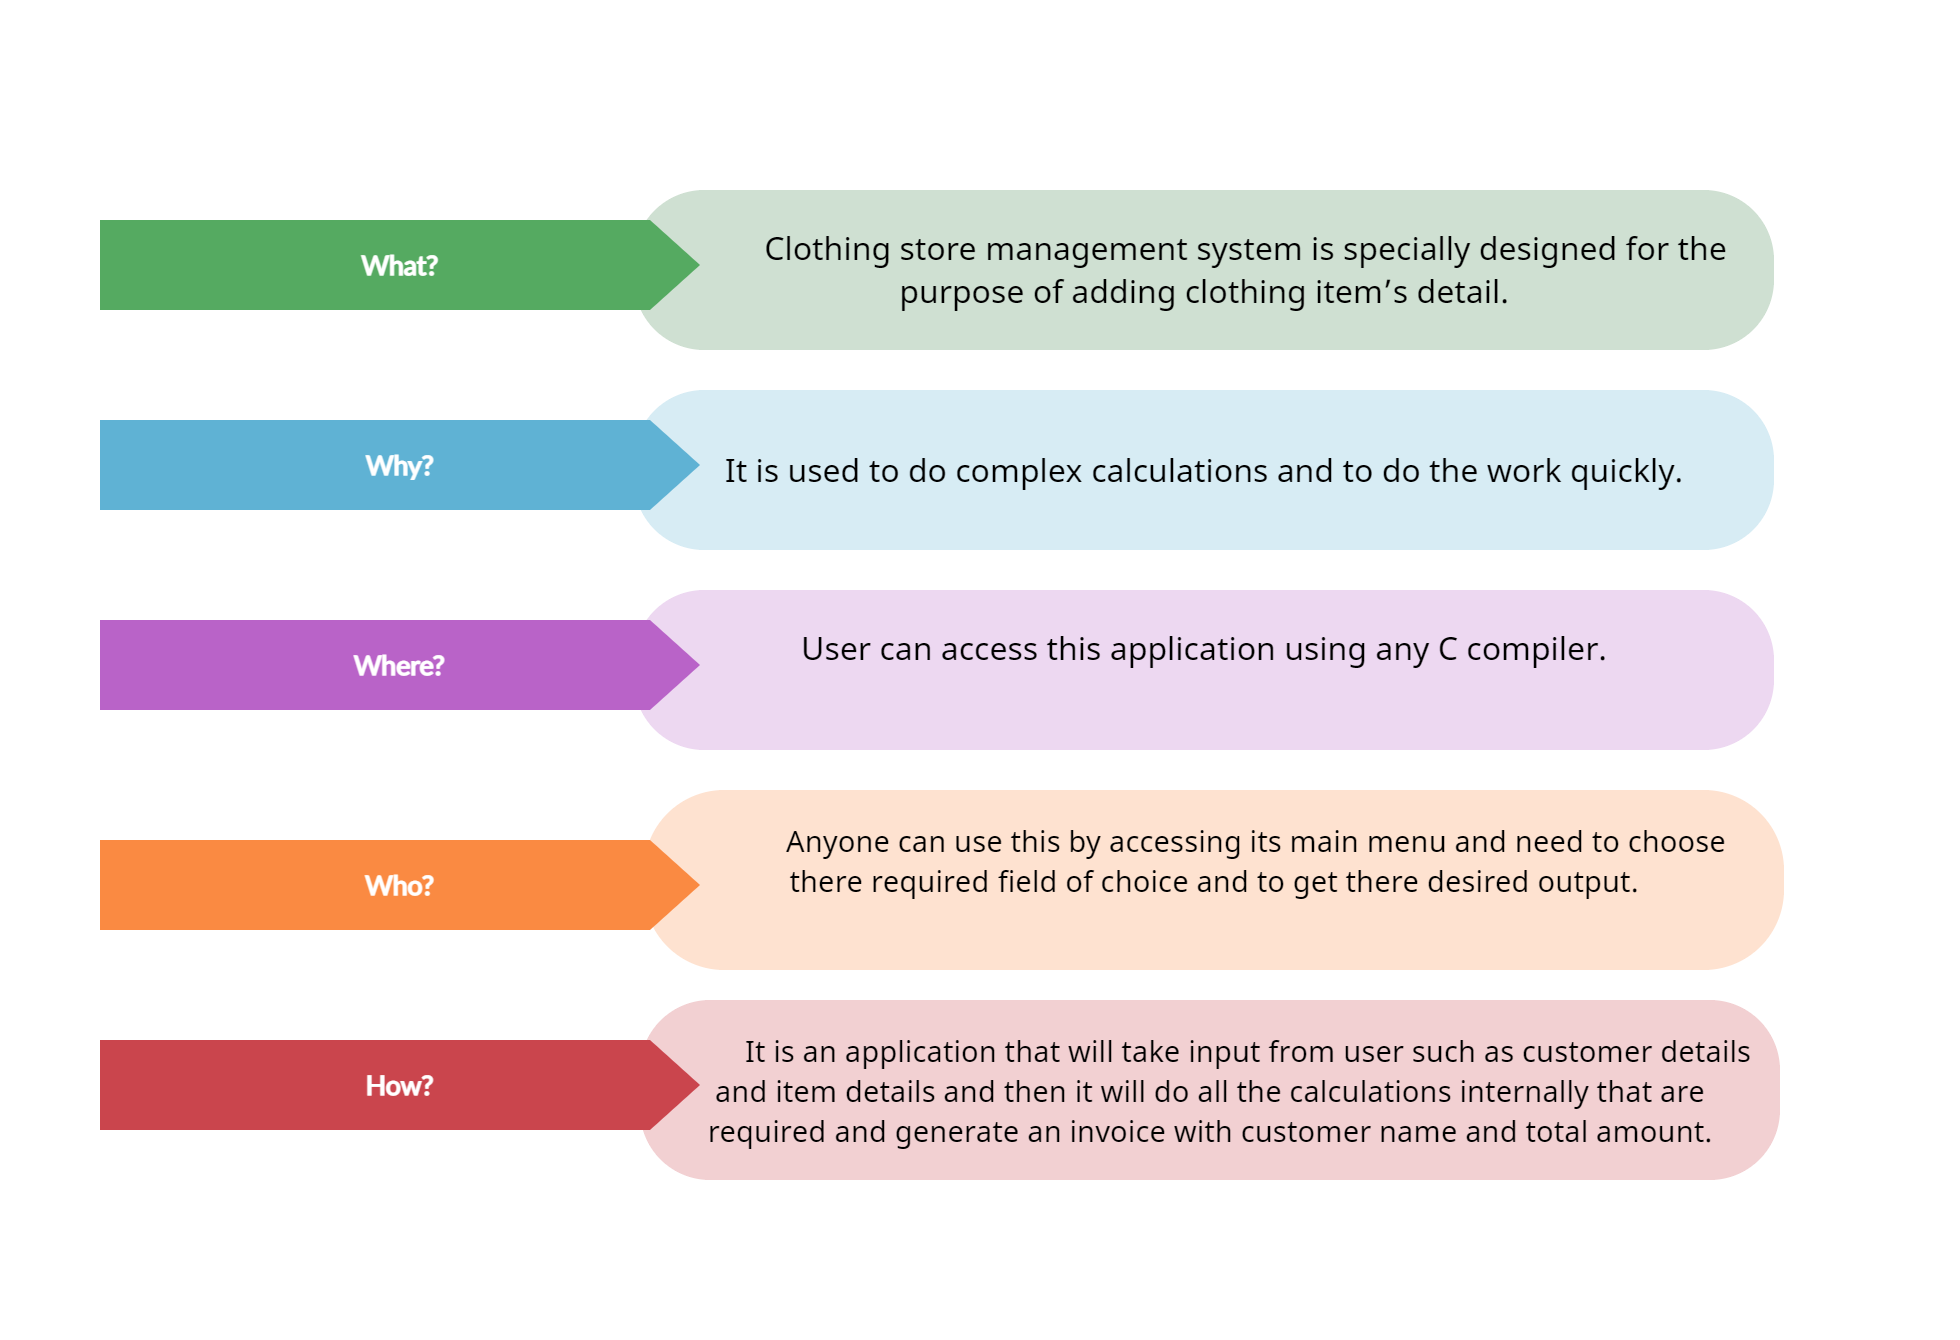 What?
Clothing store management system is specially designed for the
purpose of adding clothing item’s detail.
Why?
It is used to do complex calculations and to do the work quickly.
Where?
User can access this application using any C compiler.
Who?
Anyone can use this by accessing its main menu and need to choose
there required field of choice and to get there desired output.
How?
It is an application that will take input from user such as customer details
and item details and then it will do all the calculations internally that are
required and generate an invoice with customer name and total amount.